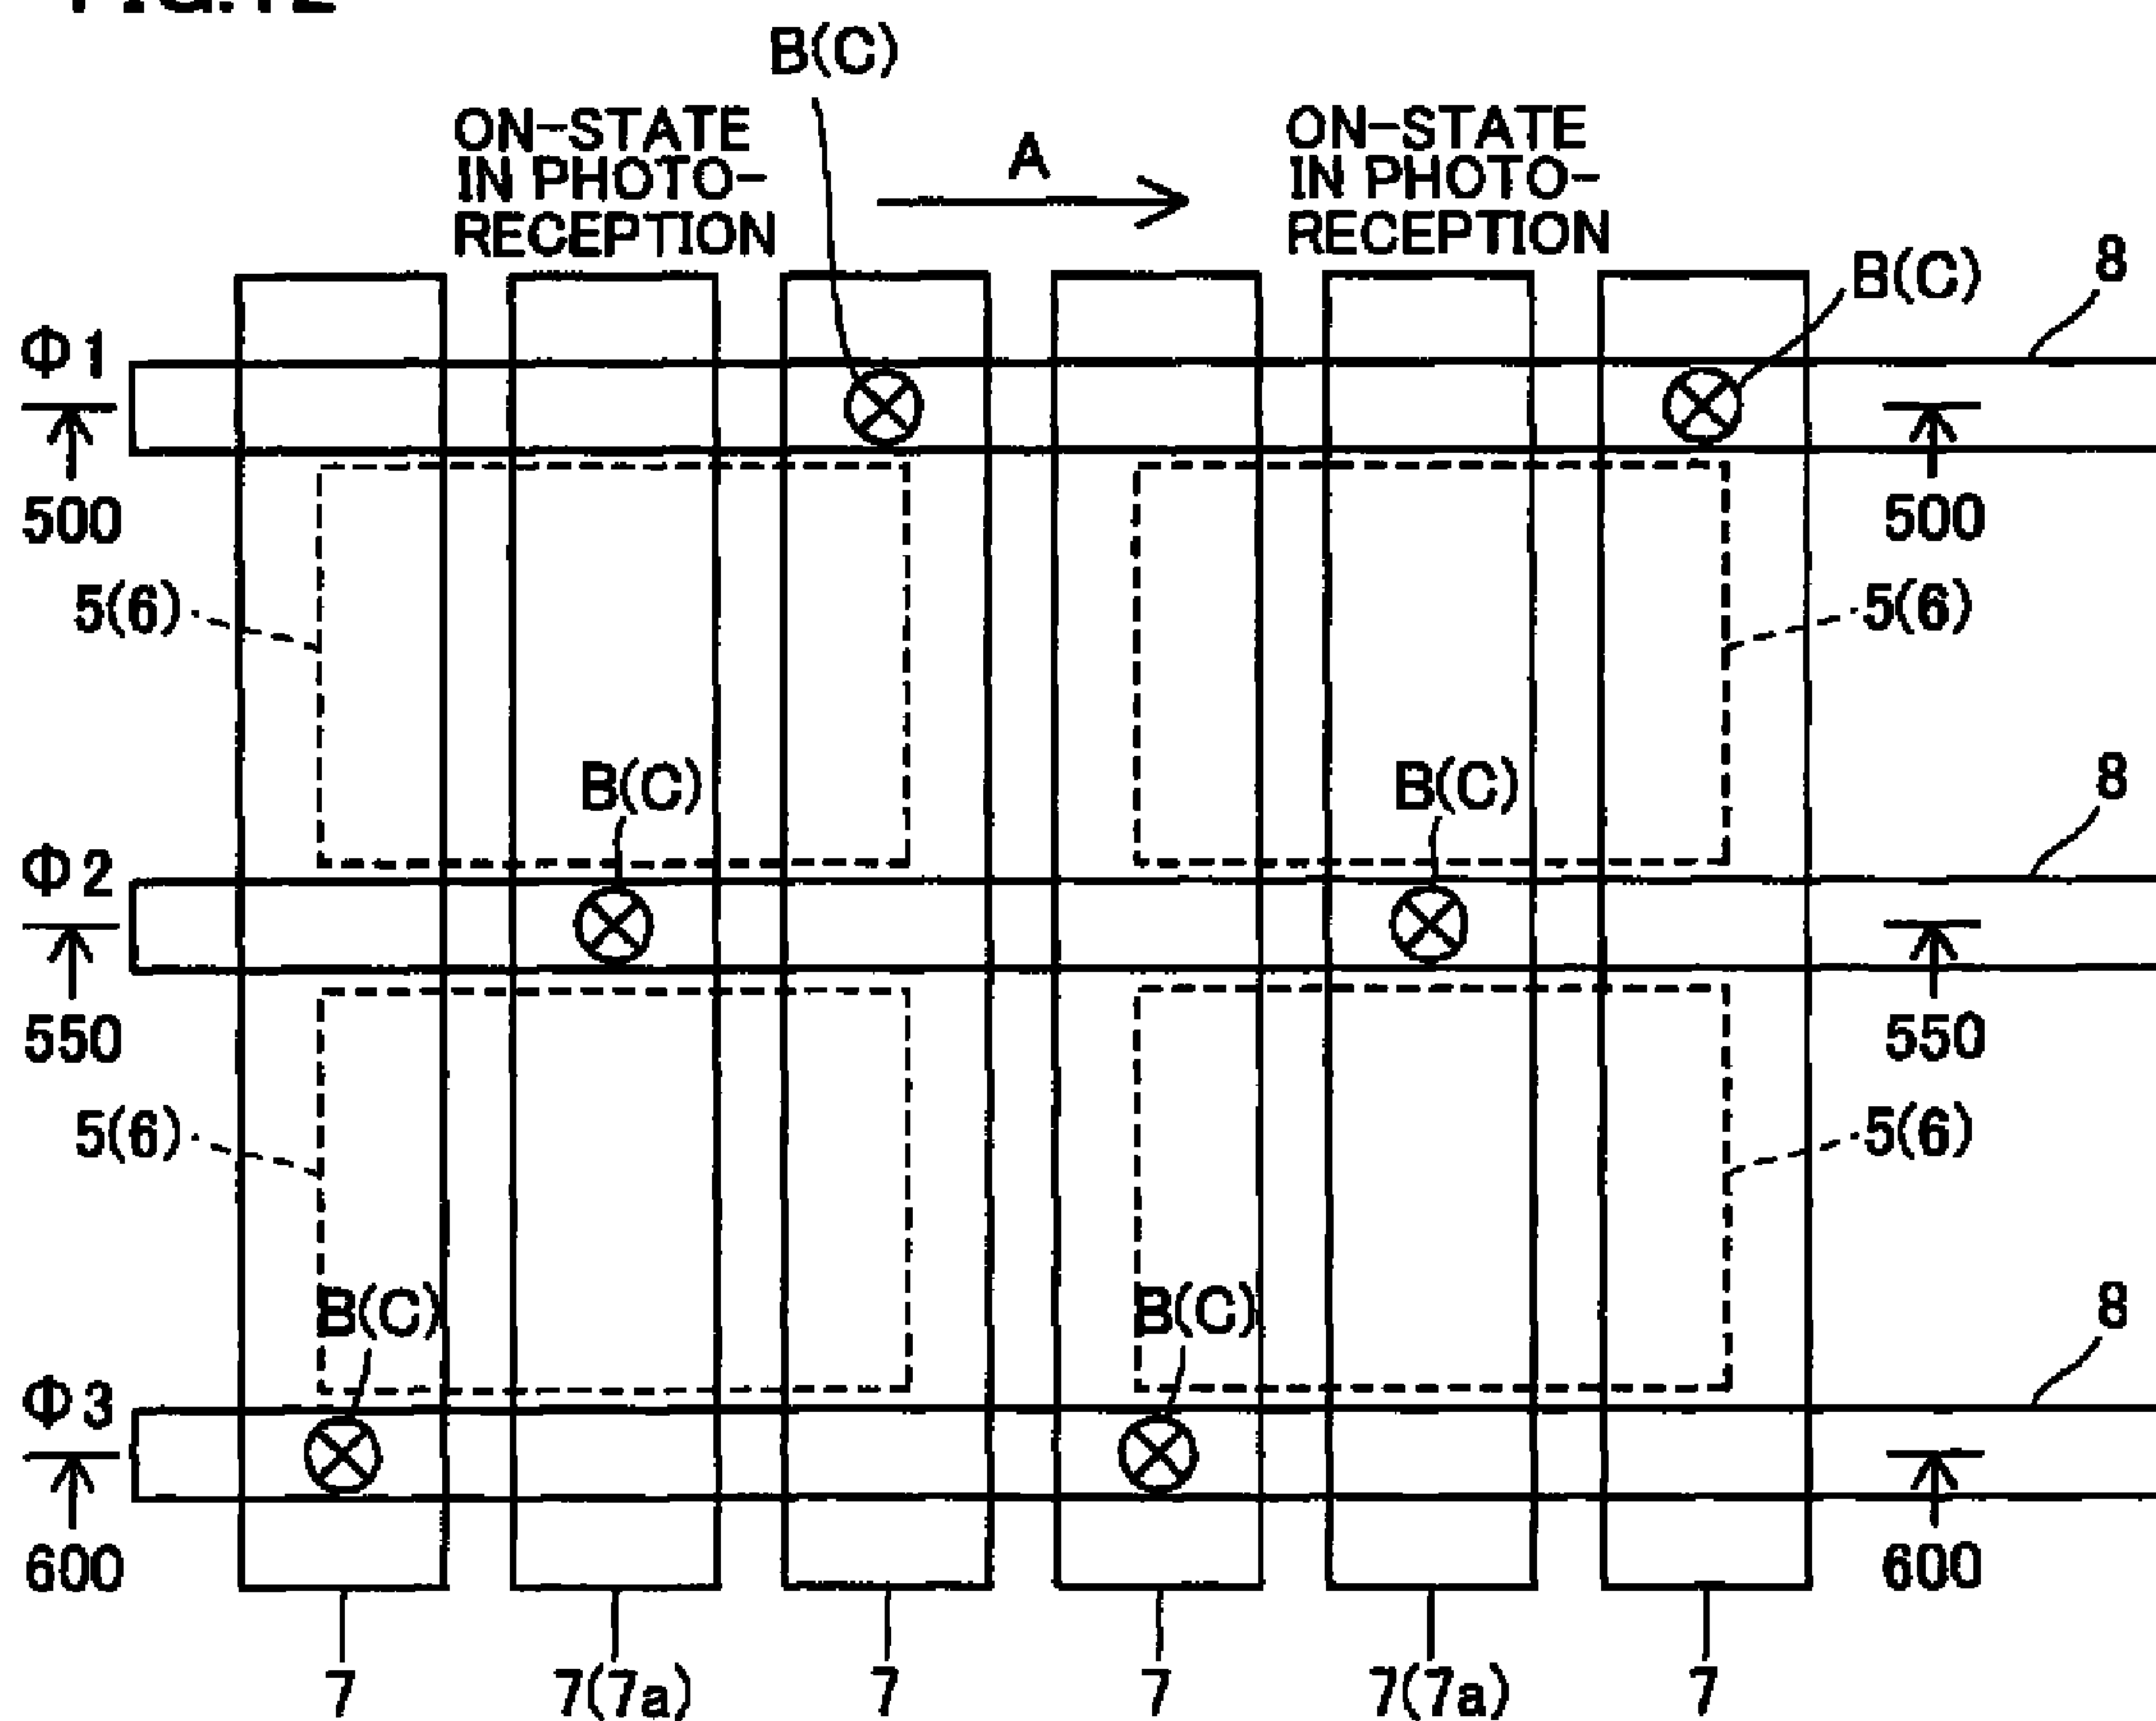 B(C)
ON-STATE
IN PHOTO-
RECEPTION
A
ON-STATE
IN PHOTO-
RECEPTION
B(C)
8
Φ1
500
500
5(6)
5(6)
B(C)
B(C)
8
Φ2
550
550
5(6)
5(6)
B(C)
B(C)
8
Φ3
600
600
7
7(7a)
7
7
7(7a)
7